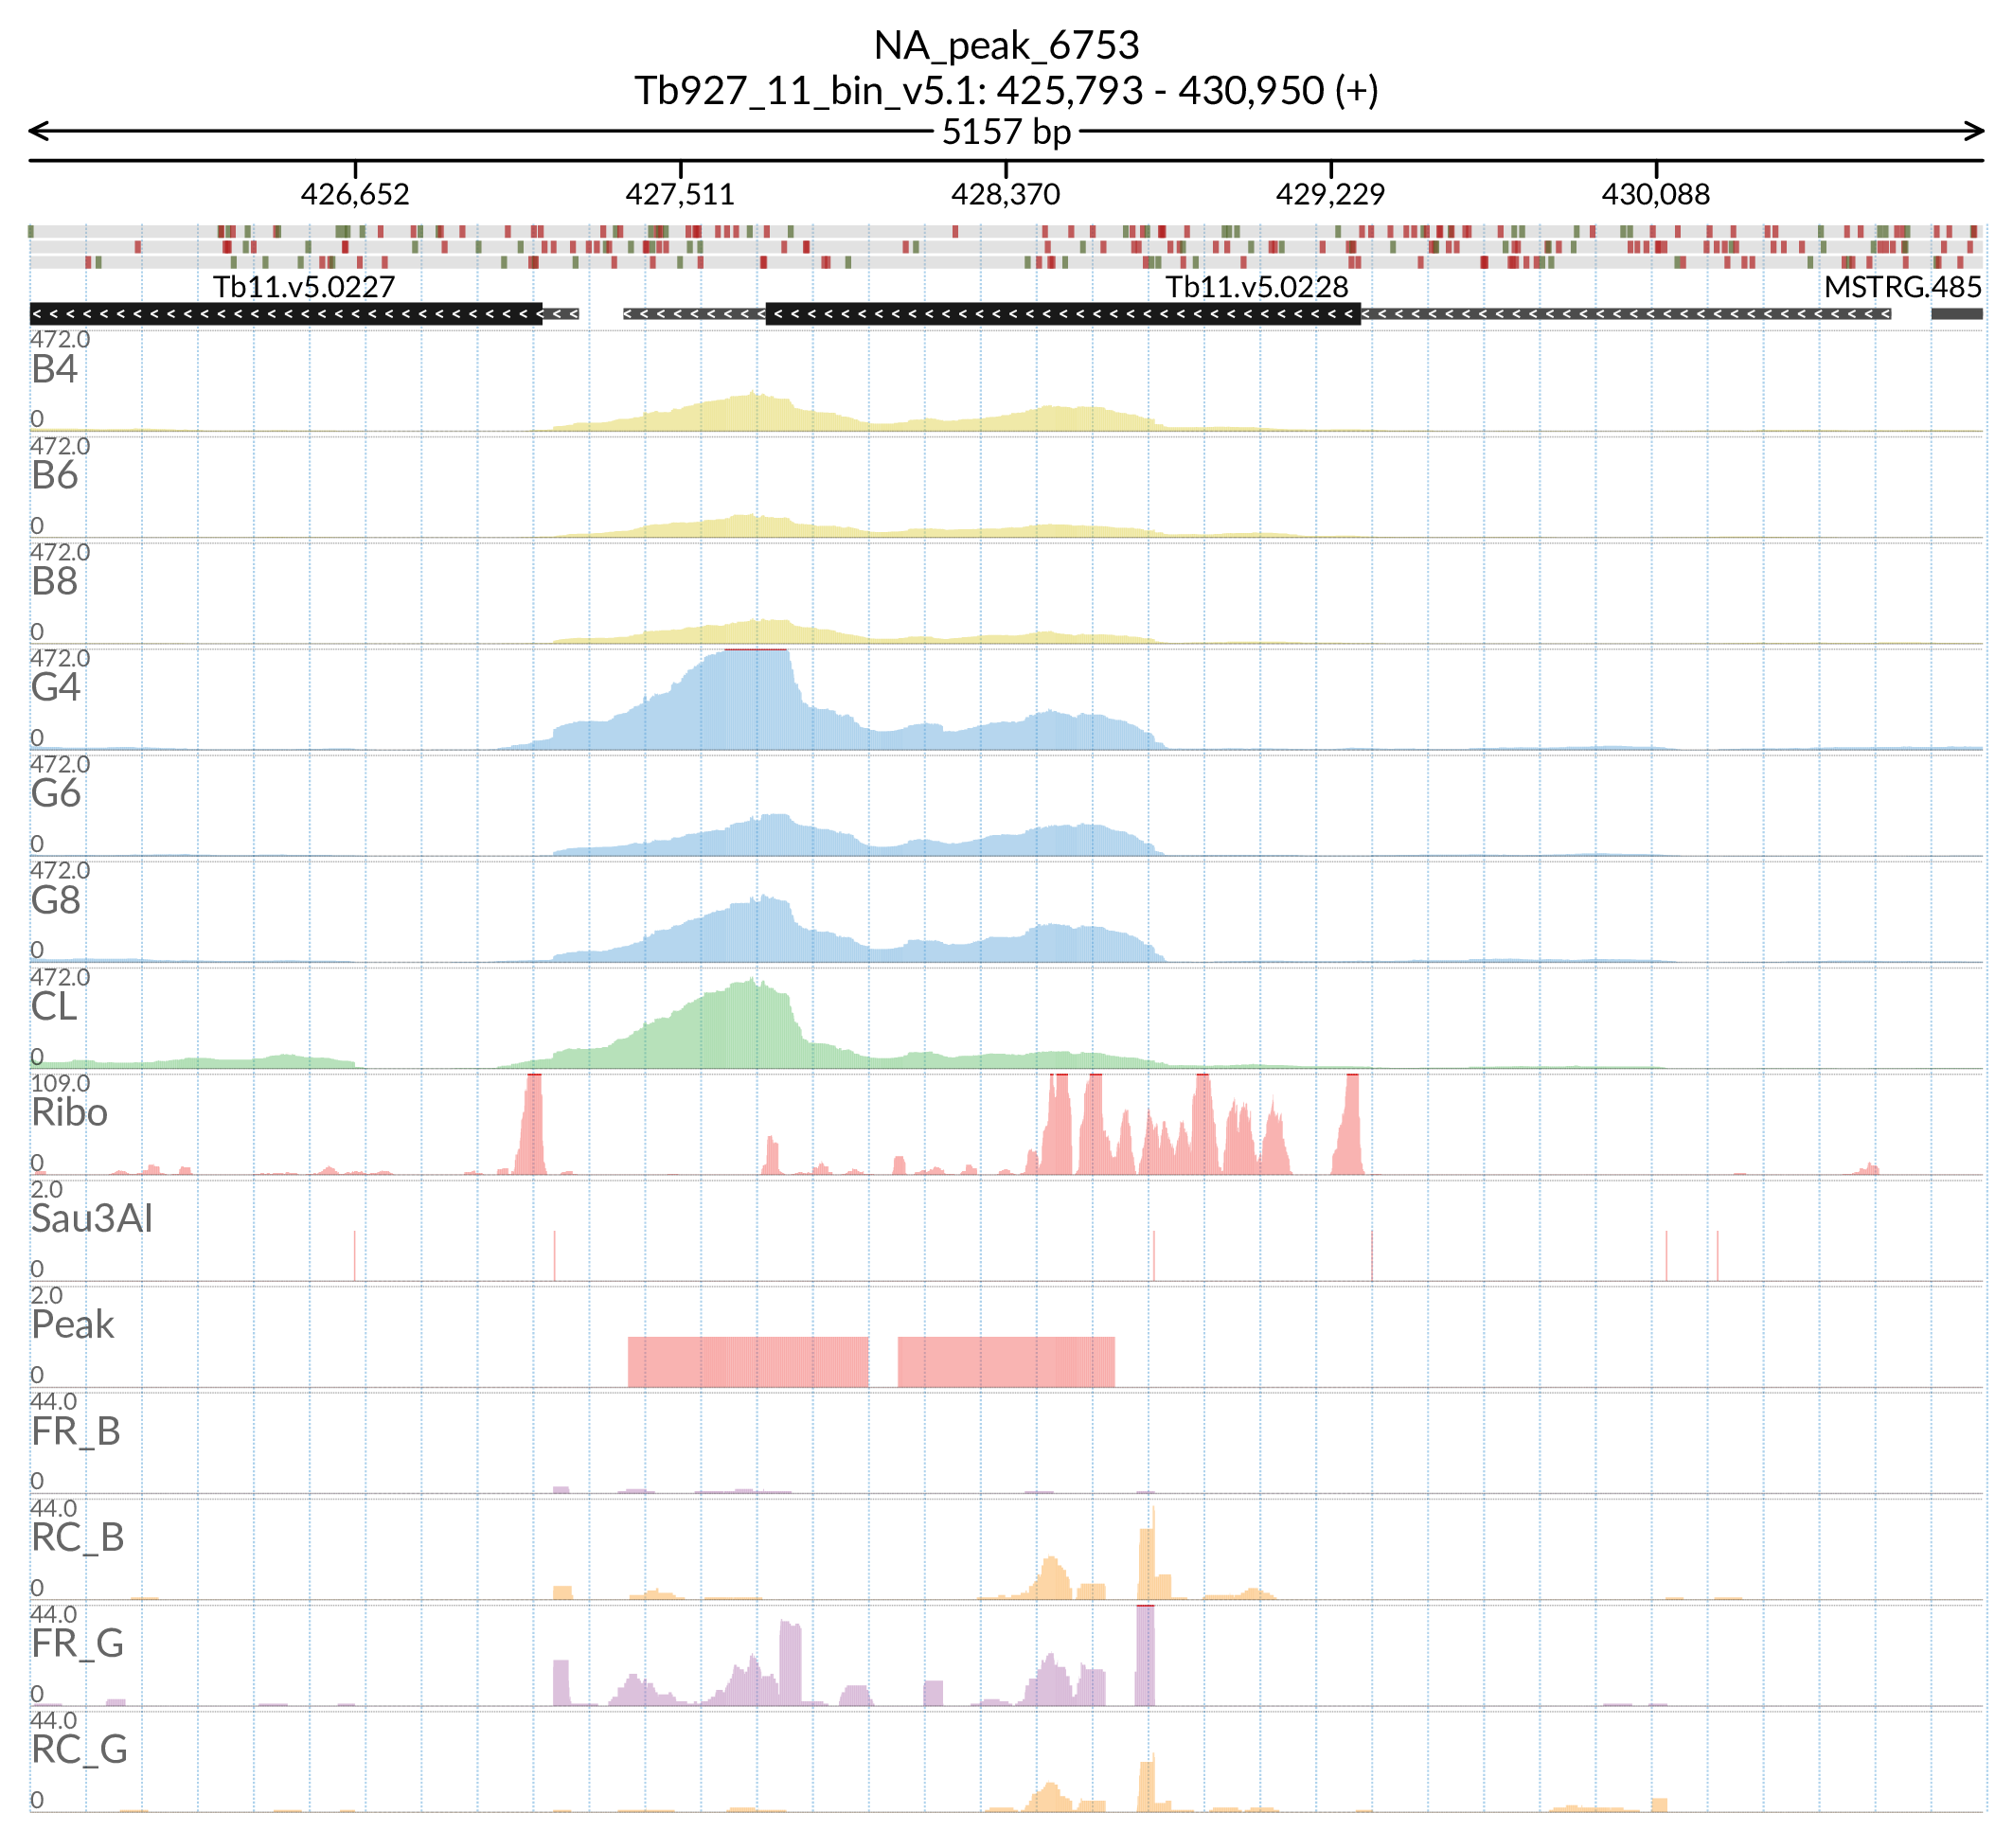 NA_peak_6753
Tb927_11_bin_v5.1: 425,793 - 430,950 (+)
5157 bp
426,652 427,511 428,370 429,229 430,088
Tb11.v5.0227 Tb11.v5.0228 MSTRG.485
472.0
B4
0
472.0
B6
0
472.0
B8
0
472.0
G4
0
472.0
G6
0
472.0
G8
0
472.0
CL
0
109.0
Ribo
0
2.0
Sau3AI
0
2.0
Peak
0
44.0
FR_B
0
44.0
RC_B
0
44.0
FR_G
0
44.0
RC_G
0